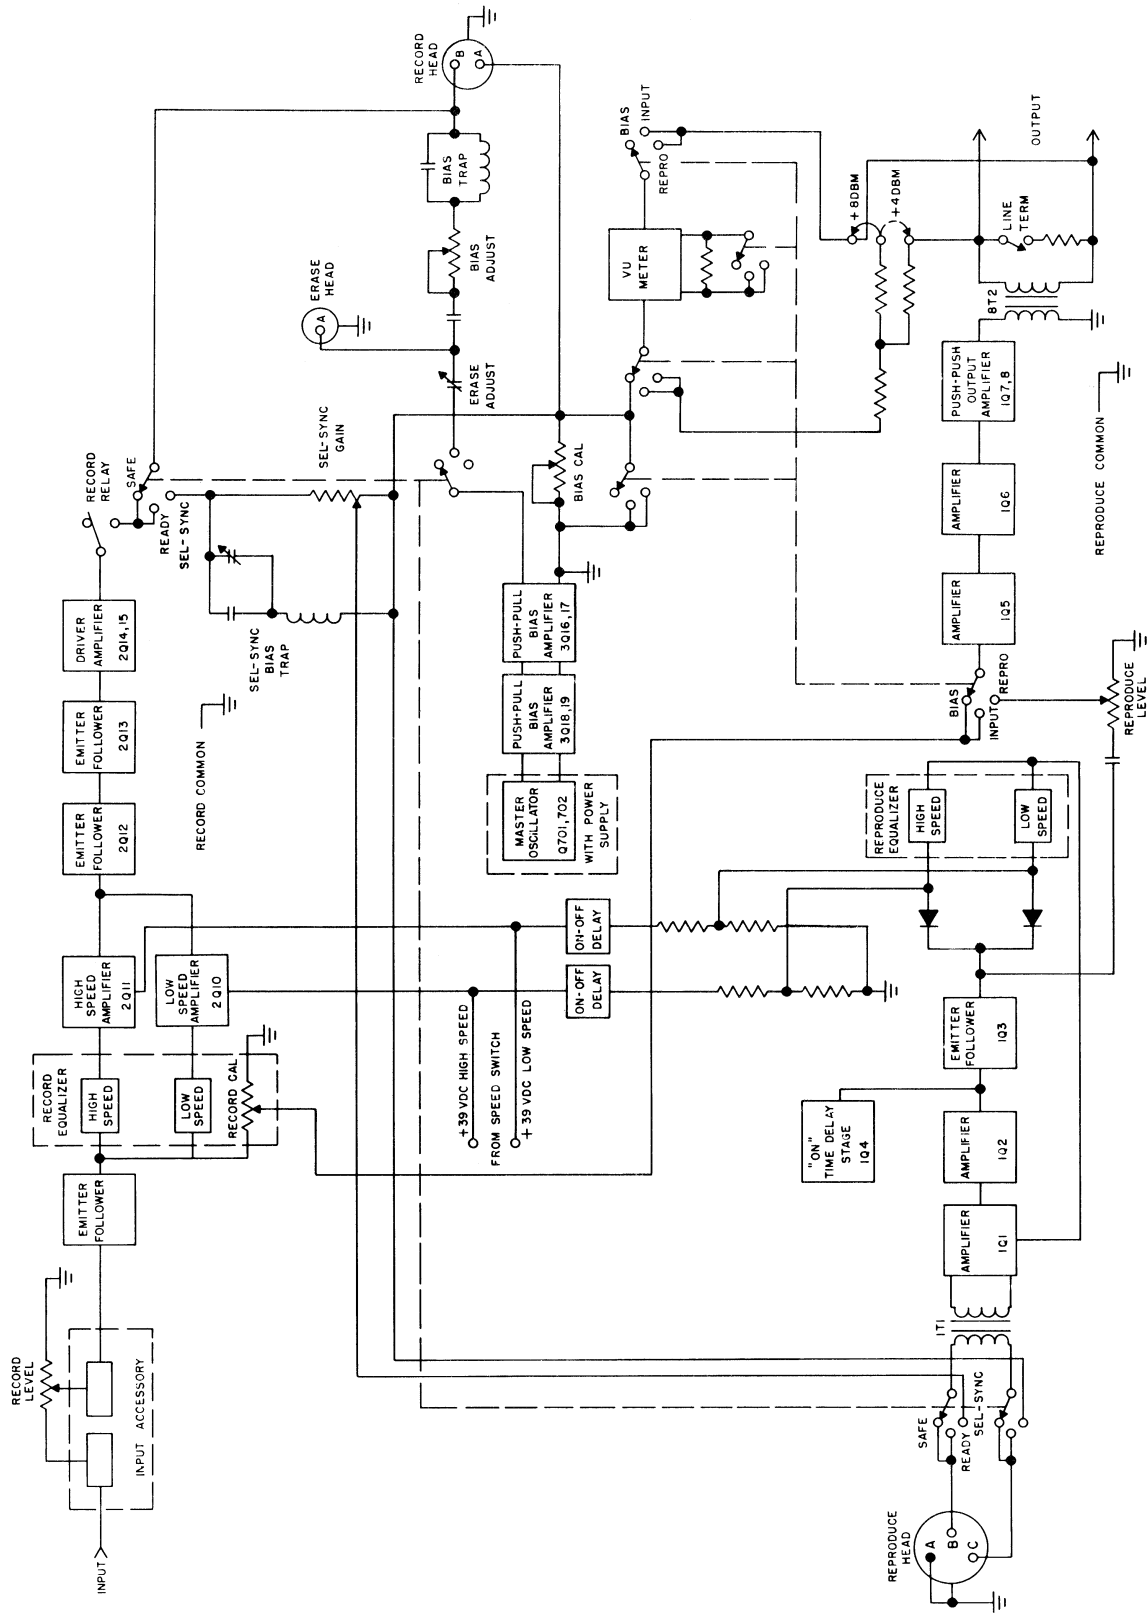 INPUT
INPUT ACCESSORY
RECORD
LEVEL
EMITTER
FOLLOWER
RECORD
EQUALIZER
HIGH
SPEED
LOW
SPEED
RECORD CAL
HIGH
SPEED
AMPLIFIER
2Q11
LOW
SPEED
AMPLIFIER
2Q10
EMITTER
FOLLOWER
2Q12
EMITTER
FOLLOWER
2Q13
DRIVER
AMPLIFIER
2Q14,15
RECORD
RELAY
SAFE
READY
SEL-SYNC
SEL-SYNC
BIAS
TRAP
SEL-SYNC
GAIN
RECORD COMMON
ERASE
HEAD
A
ERASE
ADJUST
BIAS
ADJUST
BIAS
TRAP
RECORD
HEAD
B
A
+39 VDC HIGH SPEED
FROM SPEED SWITCH
+ 39 VDC LOW SPEED
MASTER
OSCILLATOR
Q701,702
WITH POWER
SUPPLY
PUSH-PULL
BIAS
AMPLIFIER
3Q18,19
PUSH-PULL
BIAS
AMPLIFIER
3Q16,17
BIAS CAL
ON-OFF
DELAY
ON-OFF
DELAY
VU
METER
BIAS
INPUT
REPRO
+8DBM
+4DBM
REPRODUCE
HEAD
A
B
C
SAFE
READY
SEL-SYNC
1T1
AMPLIFIER
1Q1
AMPLIFIER
1Q2
"ON"
TIME DELAY
STAGE
1Q4
EMITTER
FOLLOWER
1Q3
REPRODUCE
EQUALIZER
HIGH
SPEED
LOW
SPEED
BIAS
INPUT
REPRO
REPRODUCE
LEVEL
AMPLIFIER
1Q5
AMPLIFIER
1Q6
PUSH-PUSH
OUTPUT
AMPLIFIER
1Q7,8
8T2
LINE
TERM
OUTPUT
REPRODUCE COMMON